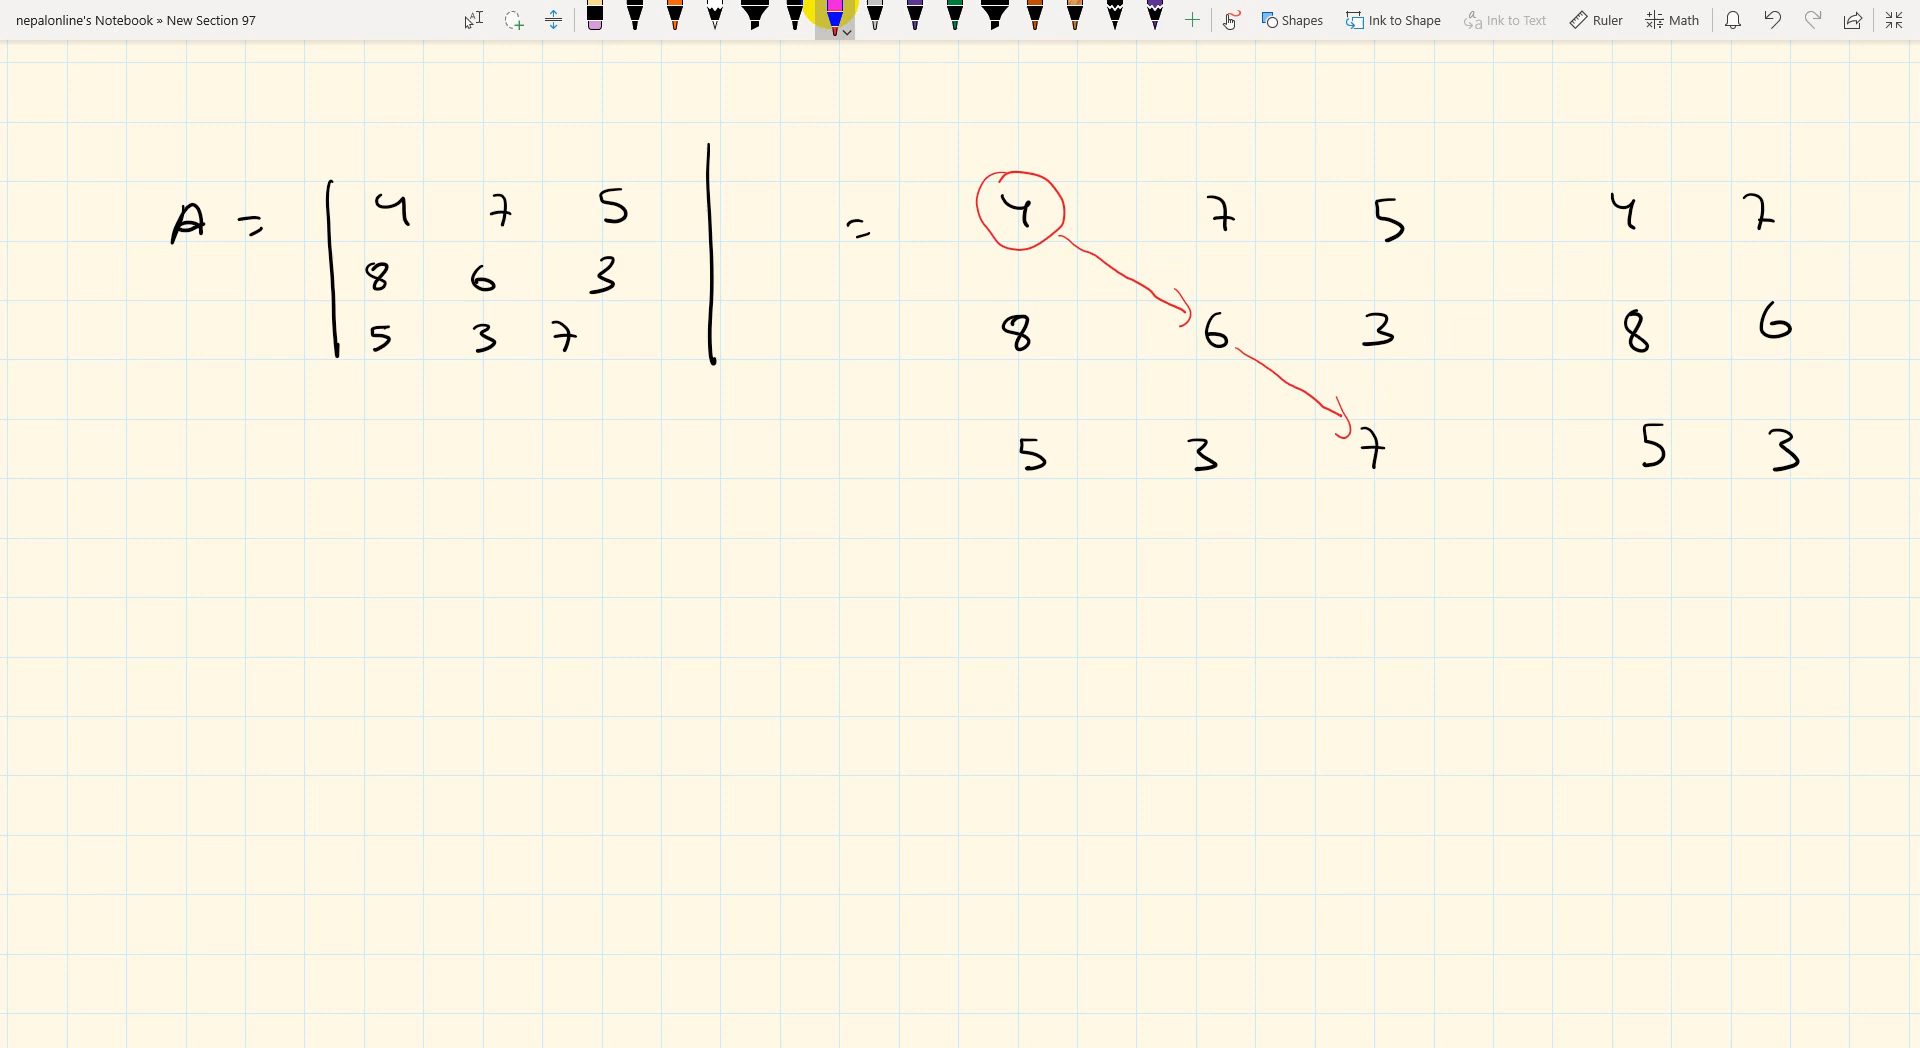 nepalonline's Notebook » New Section 97
Shapes Ink to Shape Ink to Text Ruler Math
A = | 4 7 5 | = 4 7 5 4 7
8 6 3 8 6 3 8 6
5 3 7 5 3 7 5 3